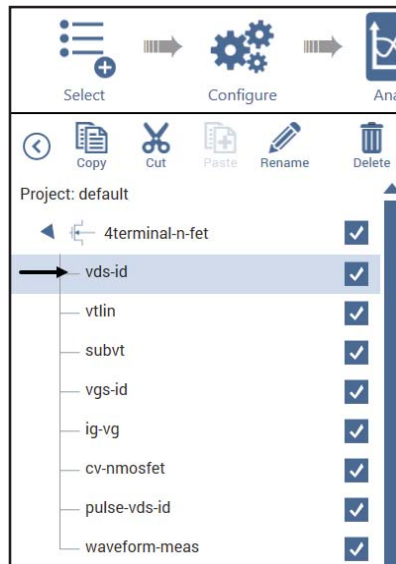 Select Configure Ana
Copy Cut Paste Rename Delete
Project: default
4terminal-n-fet
vds-id
vtlin
subvt
vgs-id
ig-vg
cv-nmosfet
pulse-vds-id
waveform-meas